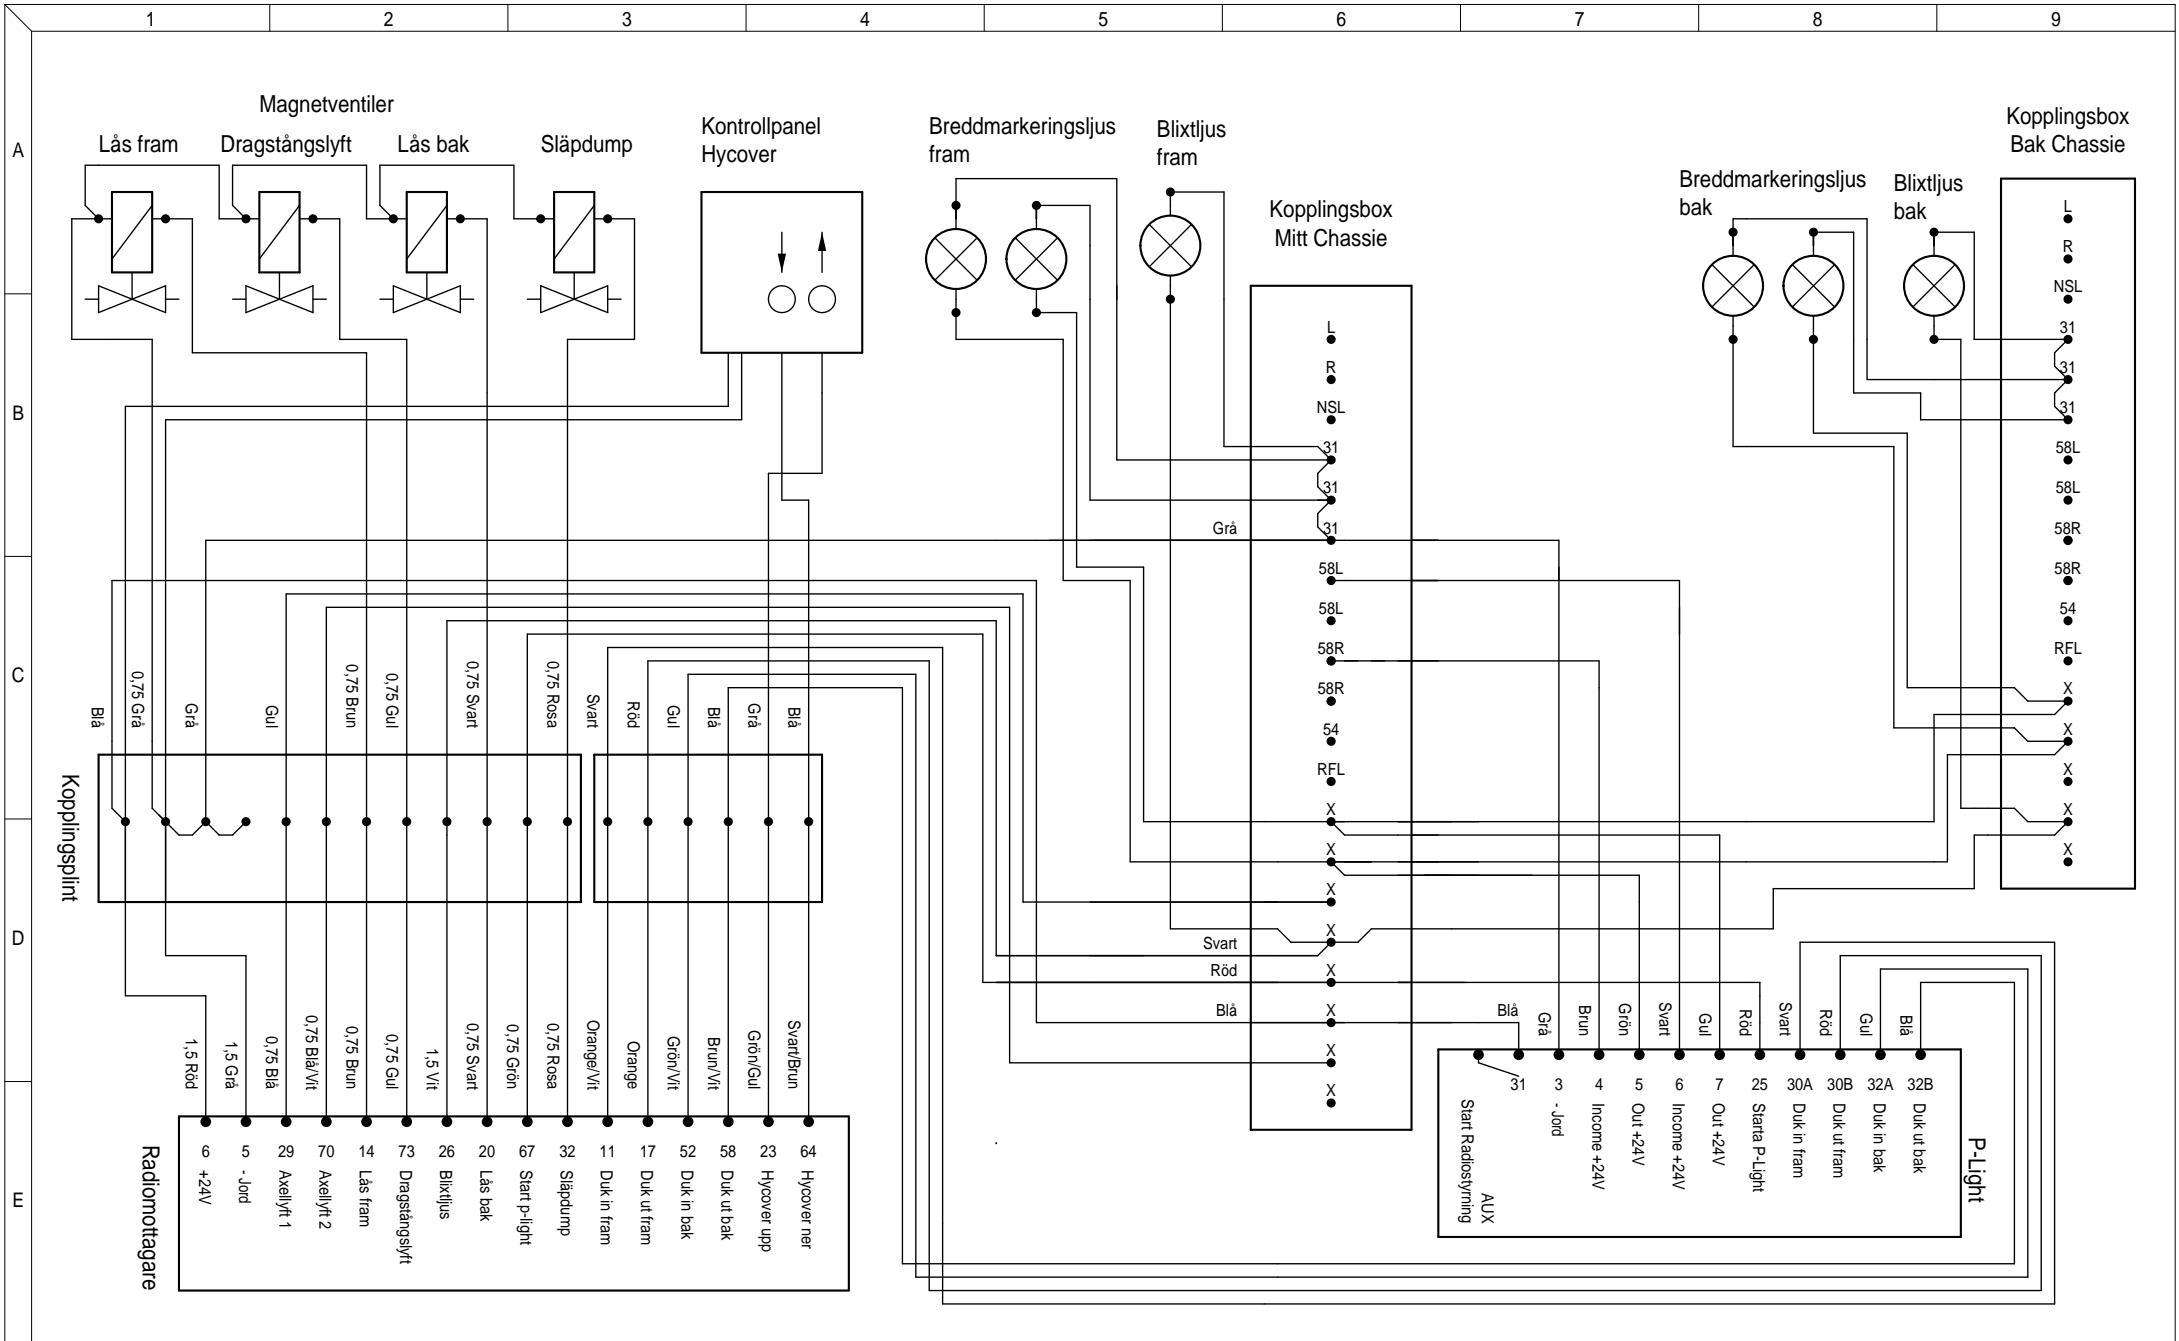 1 2 3 4 5 6 7 8 9
A
B
C
D
E
Magnetventiler
Lås fram
Dragstångslyft
Lås bak
Släpdump
Kontrollpanel
Hycover
Breddmarkeringsljus
fram
Blixtljus
fram
Kopplingsbox
Mitt Chassie
L
R
NSL
31
31
31
58L
58L
58R
58R
54
RFL
X
X
X
X
X
X
X
X
Breddmarkeringsljus
bak
Blixtljus
bak
Kopplingsbox
Bak Chassie
L
R
NSL
31
31
31
58L
58L
58R
58R
54
RFL
X
X
X
X
X
Grå
Svart
Röd
Blå
Blå
0,75 Grå
Grå
Gul
0,75 Brun
0,75 Gul
0,75 Svart
0,75 Rosa
Svart
Röd
Gul
Blå
Grå
Blå
Kopplingsplint
1,5 Röd
1,5 Grå
0,75 Blå
0,75 Blå/Vit
0,75 Brun
0,75 Gul
1,5 Vit
0,75 Svart
0,75 Grön
0,75 Rosa
Orange/Vit
Orange
Grön/Vit
Brun/Vit
Grön/Gul
Svart/Brun
Radiomottagare
6 +24V
5 - Jord
29 Axellyft 1
70 Axellyft 2
14 Lås fram
73 Dragstångslyft
26 Blixtljus
20 Lås bak
67 Start p-light
32 Släpdump
11 Duk in fram
17 Duk ut fram
52 Duk in bak
58 Duk ut bak
23 Hycover upp
64 Hycover ner
Blå
Grå
Brun
Grön
Svart
Gul
Röd
Svart
Röd
Gul
Blå
Start Radiostyrning
AUX
31
3 - Jord
4 Income +24V
5 Out +24V
6 Income +24V
7 Out +24V
25 Starta P-Light
30A Duk in fram
30B Duk ut fram
32A Duk in bak
32B Duk ut bak
P-Light